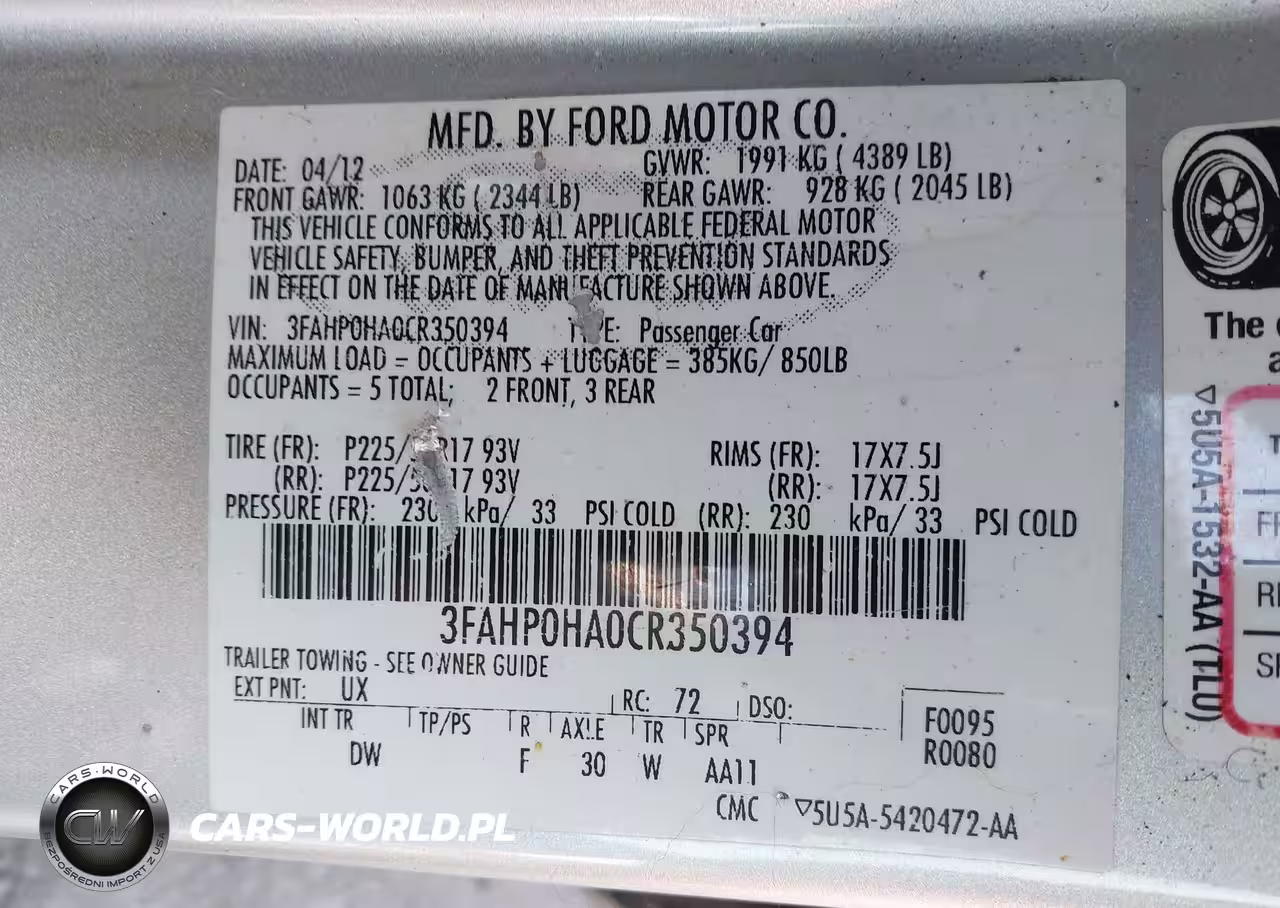 MFD. BY FORD MOTOR CO.
DATE: 04/12 GVWR: 1991 KG ( 4389 LB)
FRONT GAWR: 1063 KG ( 2344 LB) REAR GAWR: 928 KG ( 2045 LB)
THIS VEHICLE CONFORMS TO ALL APPLICABLE FEDERAL MOTOR
VEHICLE SAFETY, BUMPER, AND THEFT PREVENTION STANDARDS
IN EFFECT ON THE DATE OF MANUFACTURE SHOWN ABOVE.
VIN: 3FAHP0HA0CR350394 TYPE: Passenger Car
MAXIMUM LOAD = OCCUPANTS + LUGGAGE = 385KG/ 850LB
OCCUPANTS = 5 TOTAL; 2 FRONT, 3 REAR
TIRE (FR): 17 93V RIMS (FR): 17X7.5J
(RR): 17 93V (RR): 17X7.5J
PRESSURE (FR): 230 kPa/ 33 PSI COLD (RR): 230 kPa/ 33 PSI COLD
3FAHP0HA0CR350394
TRAILER TOWING - SEE OWNER GUIDE
EXT PNT: UX RC: 72 DSO:
INT TR TP/PS R AXLE TR SPR
F0095
R0080
DW F 30 W AA11
CMC ▽5U5A-5420472-AA
The
▽5U5A-1532-AA (TLU)
CARS-WORLD
CW
BEZPOŚREDNI IMPORT Z USA
CARS-WORLD.PL